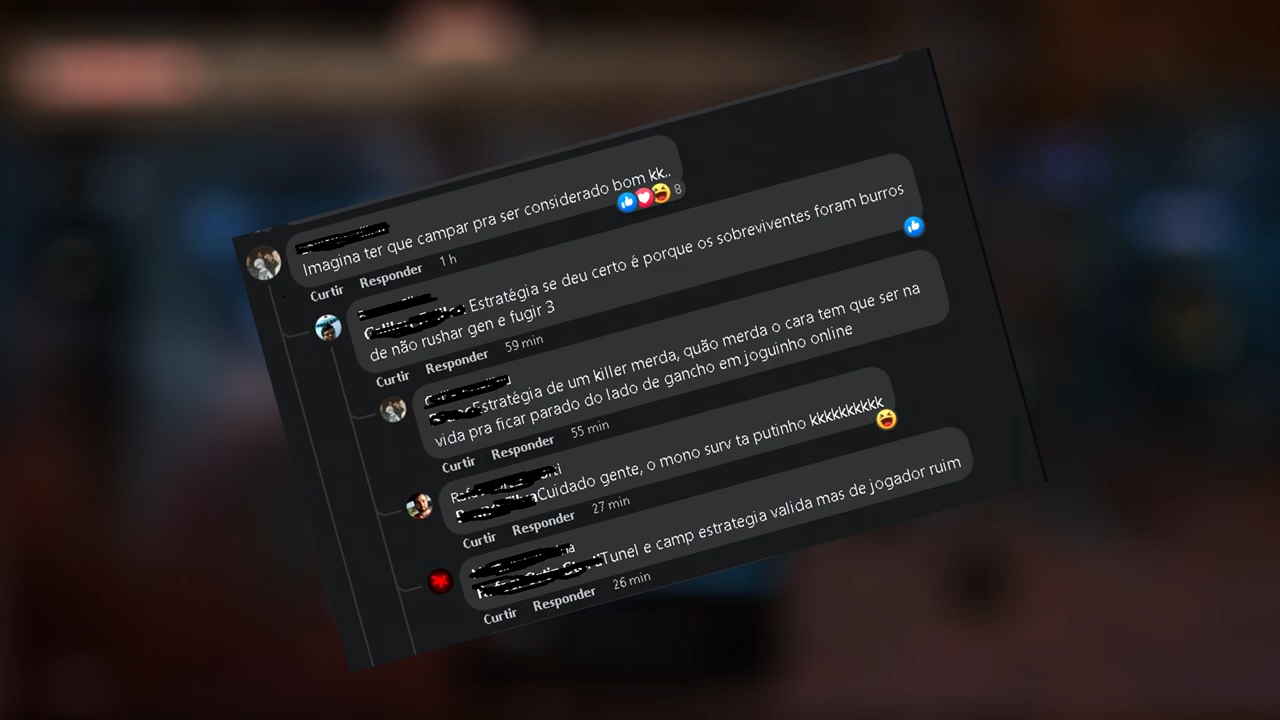 Imagina ter que campar pra ser considerado bom kk..
8
Curtir Responder 1 h
Estratégia se deu certo é porque os sobreviventes foram burros
de não rushar gen e fugir 3
Curtir Responder 59 min
Estratégia de um killer merda, quão merda o cara tem que ser na
vida pra ficar parado do lado de gancho em joguinho online
Curtir Responder 55 min
Cuidado gente, o mono surv ta putinho kkkkkkkkkk
Curtir Responder 27 min
Tunel e camp estrategia valida mas de jogador ruim
Curtir Responder 26 min